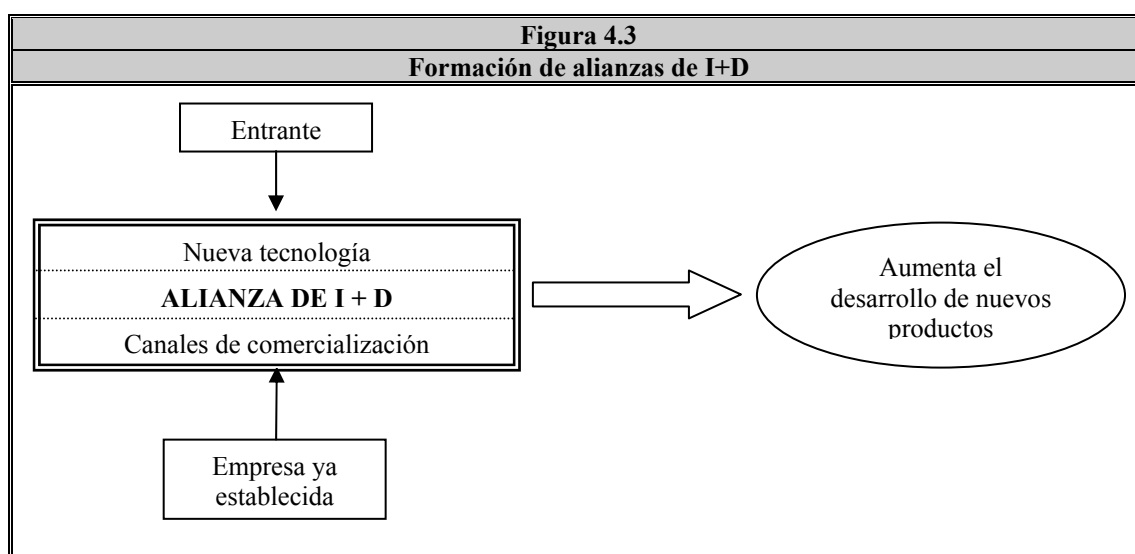 Figura 4.3
Formación de alianzas de I+D
Entrante
Nueva tecnología
ALIANZA DE I + D
Canales de comercialización
Empresa ya
establecida
Aumenta el
desarrollo de nuevos
productos